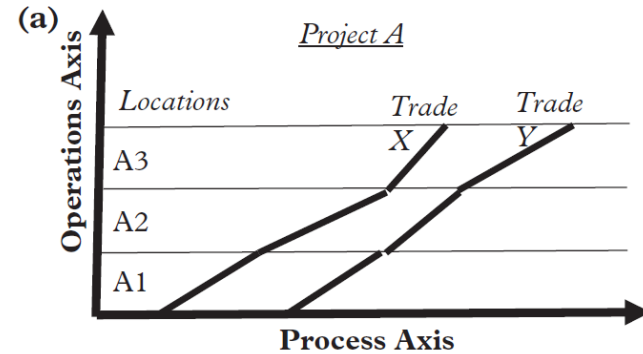 (a)
Project A
Locations
Trade X
Trade Y
A3
A2
A1
Operations Axis
Process Axis